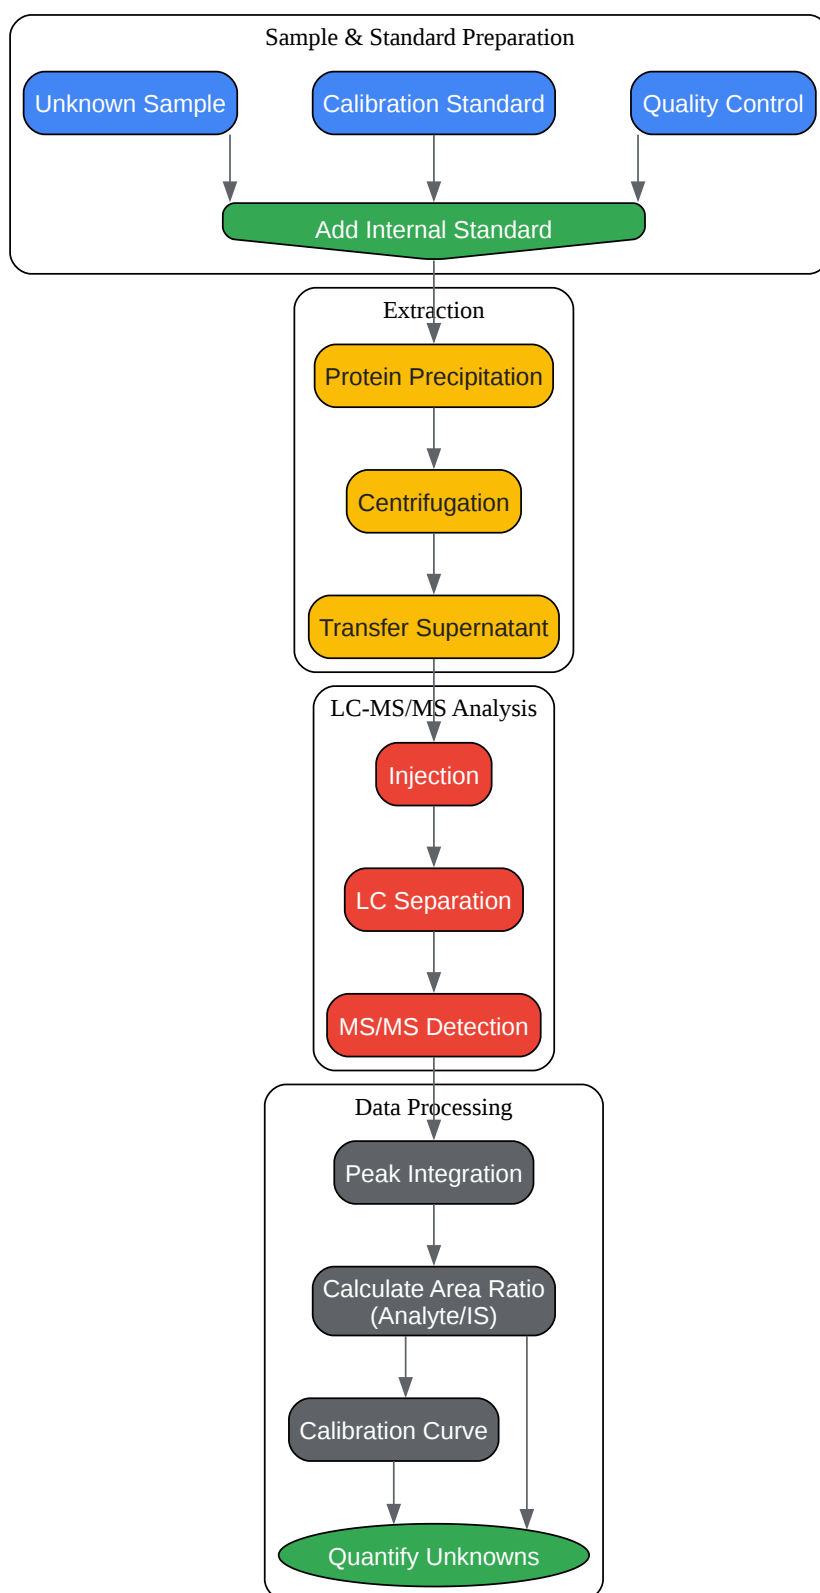 Sample & Standard Preparation
Unknown Sample
Calibration Standard
Quality Control
Add Internal Standard
Extraction
Protein Precipitation
Centrifugation
Transfer Supernatant
LC-MS/MS Analysis
Injection
LC Separation
MS/MS Detection
Data Processing
Peak Integration
Calculate Area Ratio
(Analyte/IS)
Calibration Curve
Quantify Unknowns